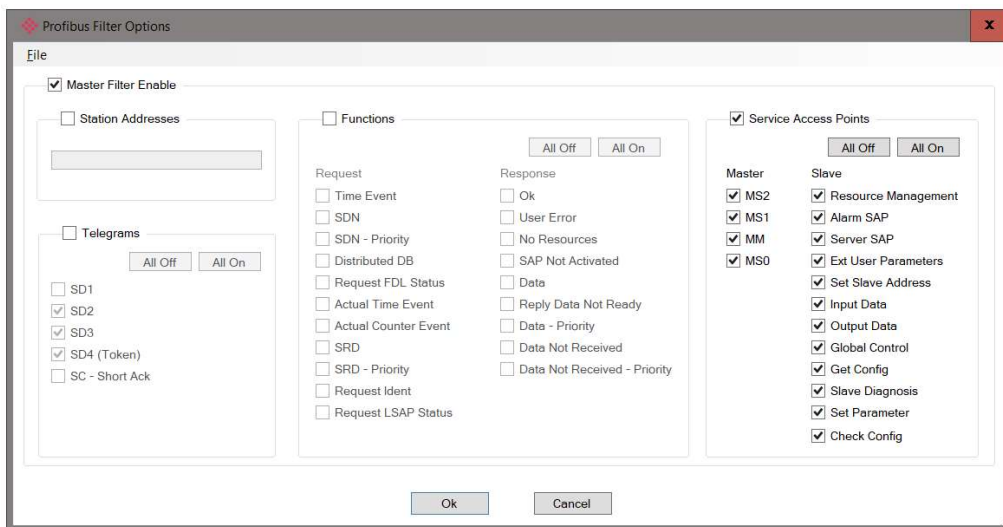 Profibus Filter Options
x
File
Master Filter Enable
Station Addresses
Telegrams
All Off All On
SD1
SD2
SD3
SD4 (Token)
SC - Short Ack
Functions
All Off All On
Request
Time Event
SDN
SDN - Priority
Distributed DB
Request FDL Status
Actual Time Event
Actual Counter Event
SRD
SRD - Priority
Request Ident
Request LSAP Status
Response
Ok
User Error
No Resources
SAP Not Activated
Data
Reply Data Not Ready
Data - Priority
Data Not Received
Data Not Received - Priority
Service Access Points
All Off All On
Master
MS2
MS1
MM
MS0
Slave
Resource Management
Alarm SAP
Server SAP
Ext User Parameters
Set Slave Address
Input Data
Output Data
Global Control
Get Config
Slave Diagnosis
Set Parameter
Check Config
Ok Cancel